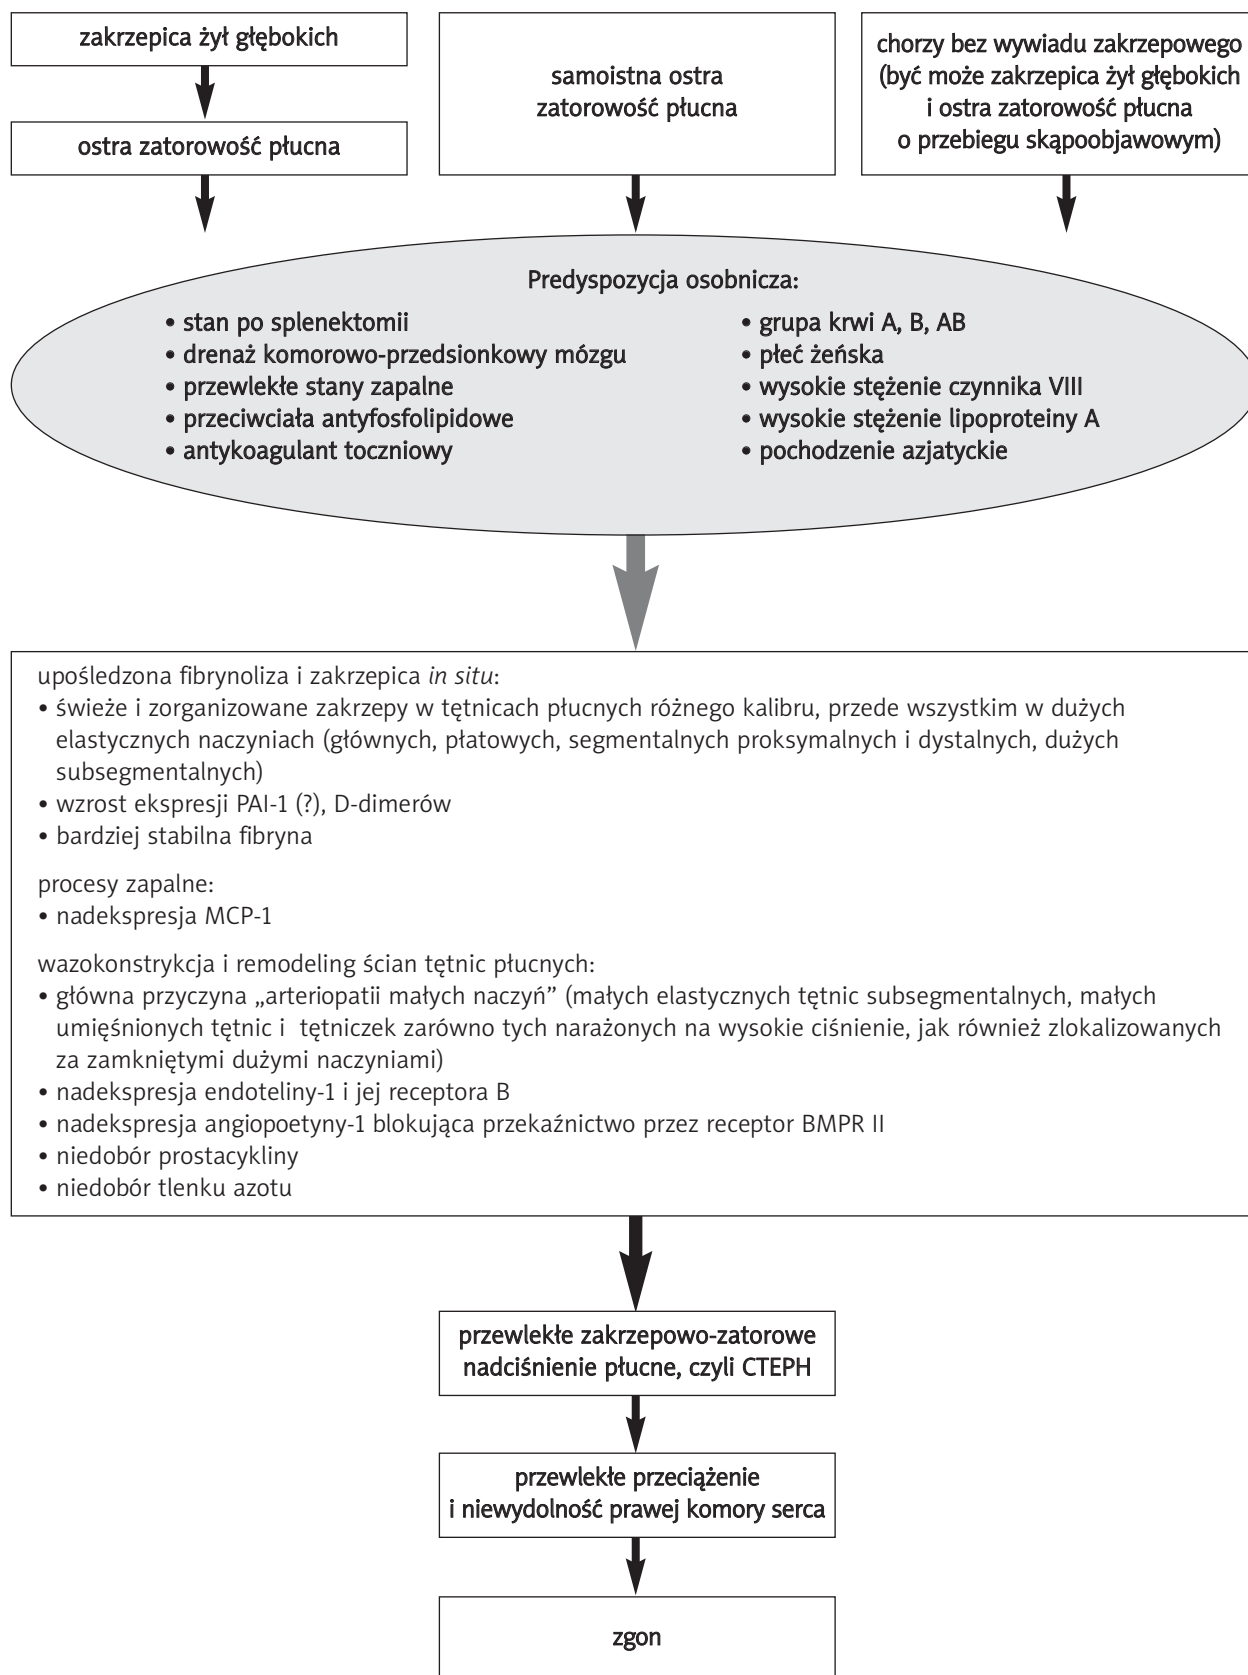 zakrzepica żył głębokich
ostra zatorowość płucna
samoistna ostra
zatorowość płucna
chorzy bez wywiadu zakrzepowego
(być może zakrzepica żył głębokich
i ostra zatorowość płucna
o przebiegu skąpoobjawowym)
Predyspozycja osobnicza:
• stan po splenektomii
• drenaż komorowo-przedsionkowy mózgu
• przewlekłe stany zapalne
• przeciwciała antyfosfolipidowe
• antykoagulant toczniowy
• grupa krwi A, B, AB
• płeć żeńska
• wysokie stężenie czynnika VIII
• wysokie stężenie lipoproteiny A
• pochodzenie azjatyckie
upośledzona fibrynoliza i zakrzepica in situ:
• świeże i zorganizowane zakrzepy w tętnicach płucnych różnego kalibru, przede wszystkim w dużych
elastycznych naczyniach (głównych, płatowych, segmentalnych proksymalnych i dystalnych, dużych
subsegmentalnych)
• wzrost ekspresji PAI-1 (?), D-dimerów
• bardziej stabilna fibryna
procesy zapalne:
• nadekspresja MCP-1
wazokonstrykcja i remodeling ścian tętnic płucnych:
• główna przyczyna „arteriopatii małych naczyń” (małych elastycznych tętnic subsegmentalnych, małych
umięśnionych tętnic i tętniczek zarówno tych narażonych na wysokie ciśnienie, jak również zlokalizowanych
za zamkniętymi dużymi naczyniami)
• nadekspresja endoteliny-1 i jej receptora B
• nadekspresja angiopoetyny-1 blokująca przekaźnictwo przez receptor BMPR II
• niedobór prostacykliny
• niedobór tlenku azotu
przewlekłe zakrzepowo-zatorowe
nadciśnienie płucne, czyli CTEPH
przewlekłe przeciążenie
i niewydolność prawej komory serca
zgon